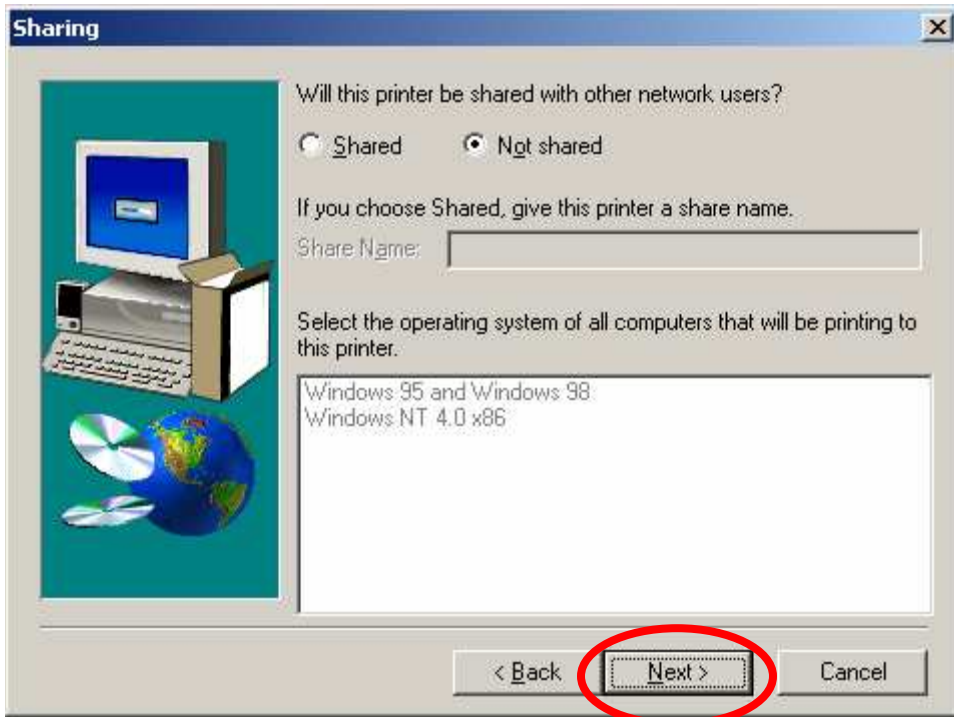 Sharing
Will this printer be shared with other network users?
Shared
Not shared
If you choose Shared, give this printer a share name.
Share Name:
Select the operating system of all computers that will be printing to
this printer.
Windows 95 and Windows 98
Windows NT 4.0 x86
< Back
Next >
Cancel